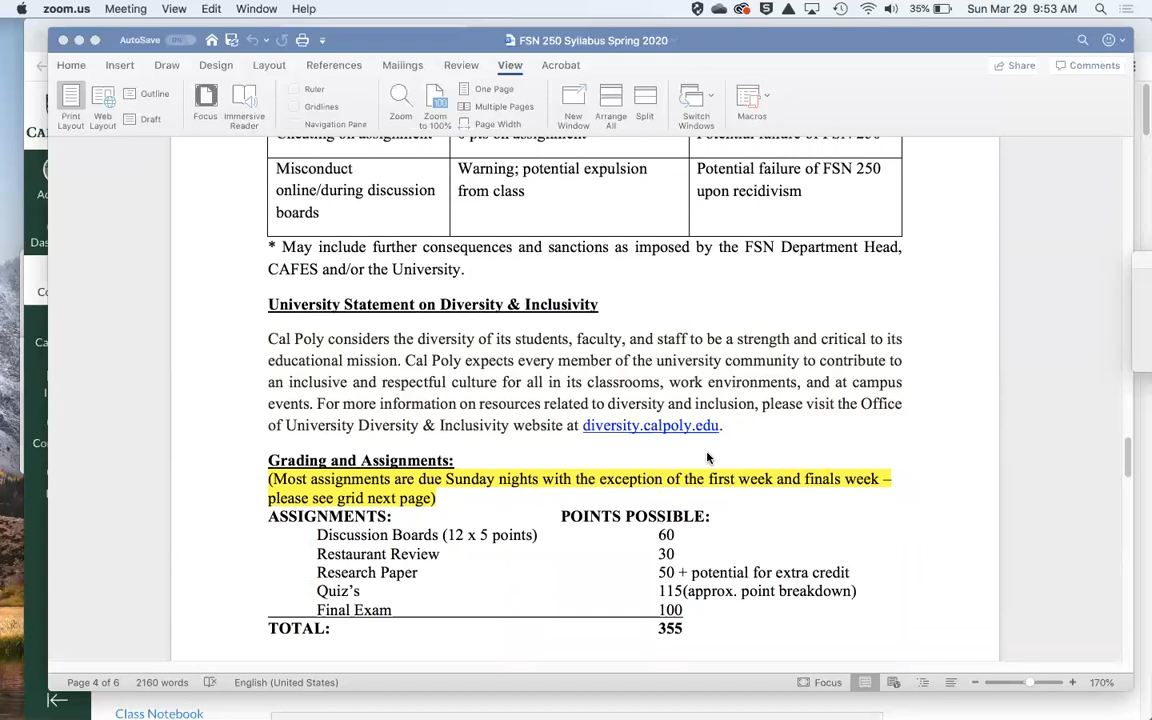 zoom.us Meeting View Edit Window Help 35% Sun Mar 29 9:53 AM
AutoSave FSN 250 Syllabus Spring 2020
Home Insert Draw Design Layout References Mailings Review View Acrobat Share Comments
Print Layout
Web Layout
Outline
Draft
Focus
Immersive Reader
Ruler
Gridlines
Navigation Pane
Zoom
Zoom to 100%
One Page
Multiple Pages
Page Width
New Window
Arrange All
Split
Switch Windows
Macros
Misconduct online/during discussion boards
Warning; potential expulsion from class
Potential failure of FSN 250 upon recidivism
* May include further consequences and sanctions as imposed by the FSN Department Head,
CAFES and/or the University.
University Statement on Diversity & Inclusivity
Cal Poly considers the diversity of its students, faculty, and staff to be a strength and critical to its
educational mission. Cal Poly expects every member of the university community to contribute to
an inclusive and respectful culture for all in its classrooms, work environments, and at campus
events. For more information on resources related to diversity and inclusion, please visit the Office
of University Diversity & Inclusivity website at diversity.calpoly.edu.
Grading and Assignments:
(Most assignments are due Sunday nights with the exception of the first week and finals week –
please see grid next page)
ASSIGNMENTS: POINTS POSSIBLE:
Discussion Boards (12 x 5 points) 60
Restaurant Review 30
Research Paper 50 + potential for extra credit
Quiz's 115(approx. point breakdown)
Final Exam 100
TOTAL: 355
Page 4 of 6 2160 words English (United States) Focus 170%
Class Notebook